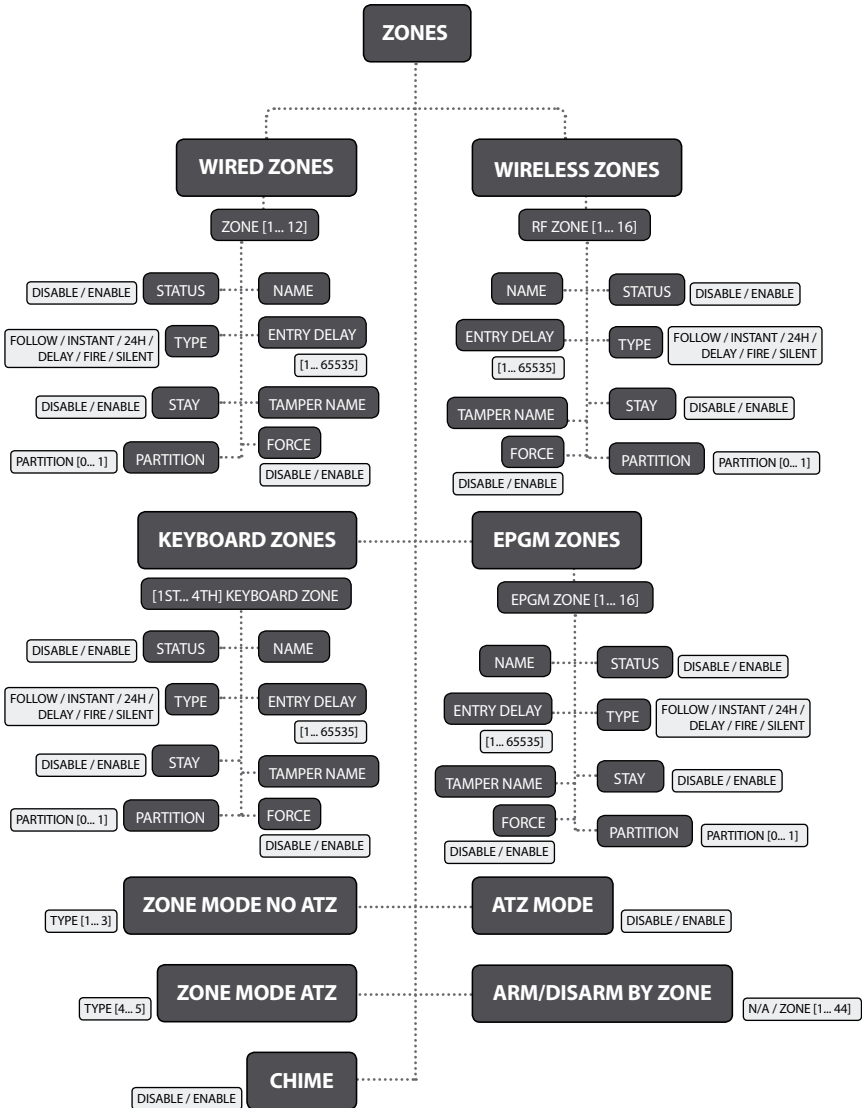 ZONES
WIRED ZONES
ZONE [1... 12]
DISABLE / ENABLE
STATUS
NAME
FOLLOW / INSTANT / 24H /
DELAY / FIRE / SILENT
TYPE
ENTRY DELAY
[1... 65535]
DISABLE / ENABLE
STAY
TAMPER NAME
PARTITION [0... 1]
PARTITION
FORCE
DISABLE / ENABLE
WIRELESS ZONES
RF ZONE [1... 16]
NAME
STATUS
DISABLE / ENABLE
ENTRY DELAY
[1... 65535]
TYPE
FOLLOW / INSTANT / 24H /
DELAY / FIRE / SILENT
TAMPER NAME
STAY
DISABLE / ENABLE
FORCE
DISABLE / ENABLE
PARTITION
PARTITION [0... 1]
KEYBOARD ZONES
[1ST... 4TH] KEYBOARD ZONE
DISABLE / ENABLE
STATUS
NAME
FOLLOW / INSTANT / 24H /
DELAY / FIRE / SILENT
TYPE
ENTRY DELAY
[1... 65535]
DISABLE / ENABLE
STAY
TAMPER NAME
PARTITION [0... 1]
PARTITION
FORCE
DISABLE / ENABLE
EPGM ZONES
EPGM ZONE [1... 16]
NAME
STATUS
DISABLE / ENABLE
ENTRY DELAY
[1... 65535]
TYPE
FOLLOW / INSTANT / 24H /
DELAY / FIRE / SILENT
TAMPER NAME
STAY
DISABLE / ENABLE
FORCE
DISABLE / ENABLE
PARTITION
PARTITION [0... 1]
ZONE MODE NO ATZ
TYPE [1... 3]
ATZ MODE
DISABLE / ENABLE
ZONE MODE ATZ
TYPE [4... 5]
ARM/DISARM BY ZONE
N/A / ZONE [1... 44]
CHIME
DISABLE / ENABLE